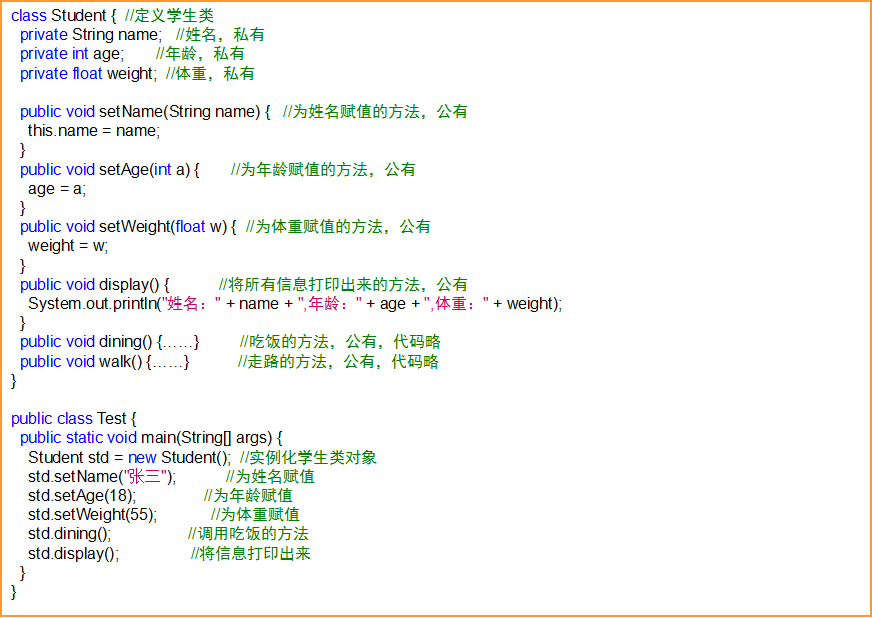 class Student {  //定义学生类
private String name;   //姓名，私有
private int age;       //年龄，私有
private float weight;  //体重，私有
public void setName(String name) {   //为姓名赋值的方法，公有
this.name = name;
}
public void setAge(int a) {       //为年龄赋值的方法，公有
age = a;
}
public void setWeight(float w) {  //为体重赋值的方法，公有
weight = w;
}
public void display() {           //将所有信息打印出来的方法，公有
System.out.println("姓名：" + name + ",年龄：" + age + ",体重：" + weight);
}
public void dining() {……}         //吃饭的方法，公有，代码略
public void walk() {……}           //走路的方法，公有，代码略
}
public class Test {
public static void main(String[] args) {
Student std = new Student();  //实例化学生类对象
std.setName("张三");           //为姓名赋值
std.setAge(18);               //为年龄赋值
std.setWeight(55);            //为体重赋值
std.dining();                 //调用吃饭的方法
std.display();                //将信息打印出来
}
}